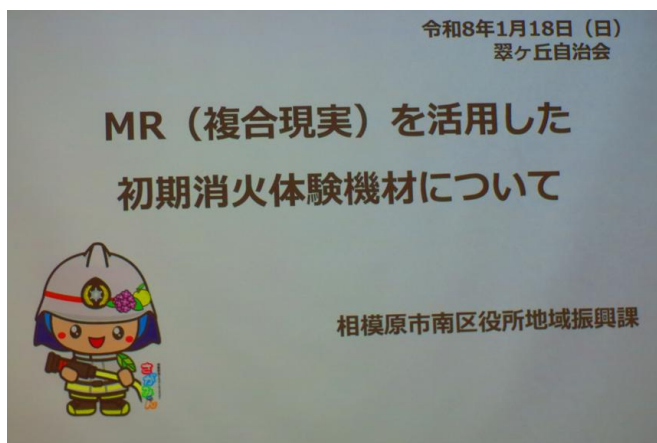 令和8年1月18日（日）
翠ヶ丘自治会
MR（複合現実）を活用した
初期消火体験機材について
相模原市南区役所地域振興課